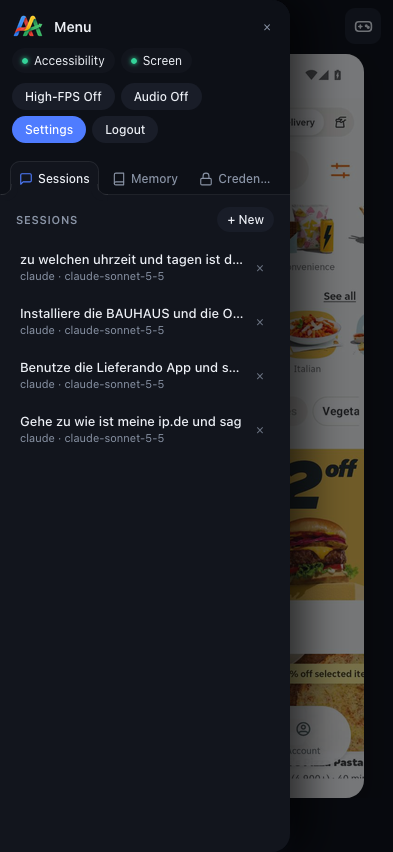 Menu
×
Accessibility
Screen
High-FPS Off
Audio Off
Settings
Logout
Sessions
Memory
Creden...
SESSIONS
+ New
zu welchen uhrzeit und tagen ist d...
claude · claude-sonnet-5-5
×
Installiere die BAUHAUS und die O...
claude · claude-sonnet-5-5
×
Benutze die Lieferando App und s...
claude · claude-sonnet-5-5
×
Gehe zu wie ist meine ip.de und sag
claude · claude-sonnet-5-5
×
livery
nvenience
See all
Italian
Vegeta
2 off
% off selected ite
ccount
Pasta